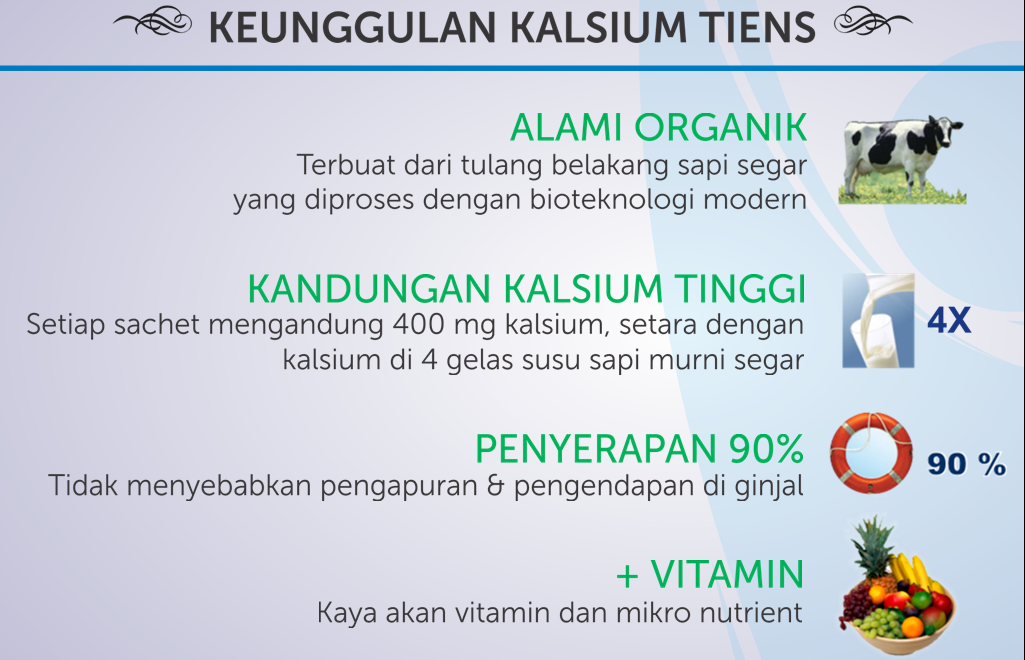 KEUNGGULAN KALSIUM TIENS
ALAMI ORGANIK
Terbuat dari tulang belakang sapi segar
yang diproses dengan bioteknologi modern
KANDUNGAN KALSIUM TINGGI
Setiap sachet mengandung 400 mg kalsium, setara dengan
kalsium di 4 gelas susu sapi murni segar
4X
PENYERAPAN 90%
Tidak menyebabkan pengapuran & pengendapan di ginjal
90 %
+ VITAMIN
Kaya akan vitamin dan mikro nutrient